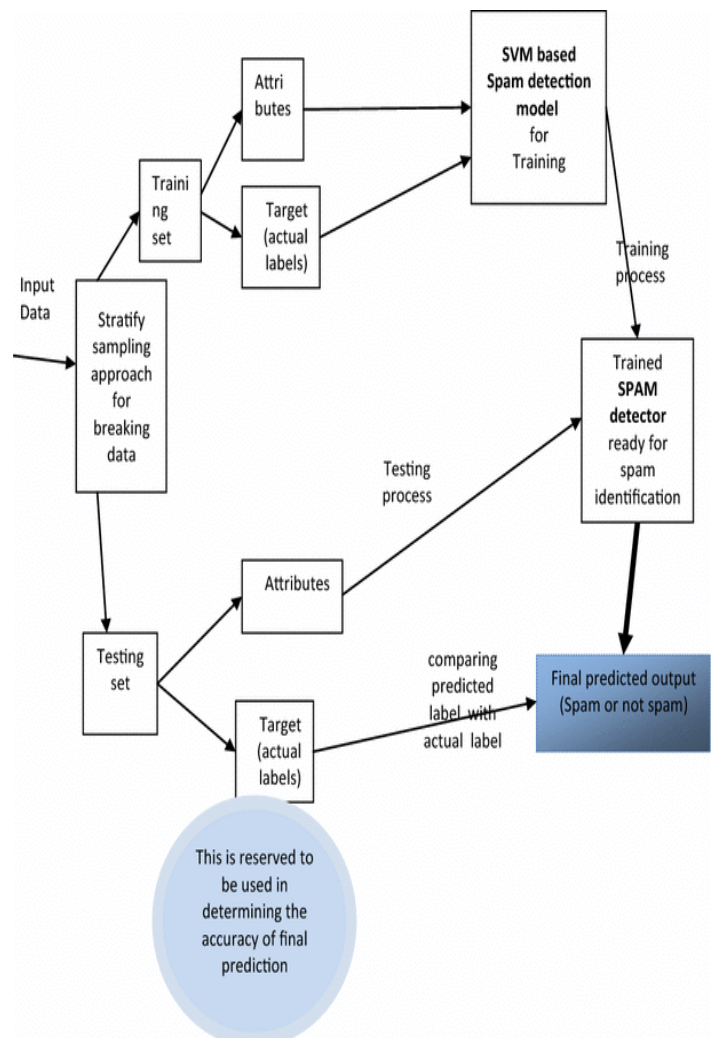 SVM based
Spam detection
model
for
Training
Attri
butes
Traini
ng
set
Target
(actual
labels)
Training
process
Input
Data
Stratify
sampling
approach
for
breaking
data
Trained
SPAM
detector
ready for
spam
identification
Testing
process
Attributes
Testing
set
Target
(actual
labels)
comparing
predicted
label with
actual label
Final predicted output
(Spam or not spam)
This is reserved to
be used in
determining the
accuracy of final
prediction